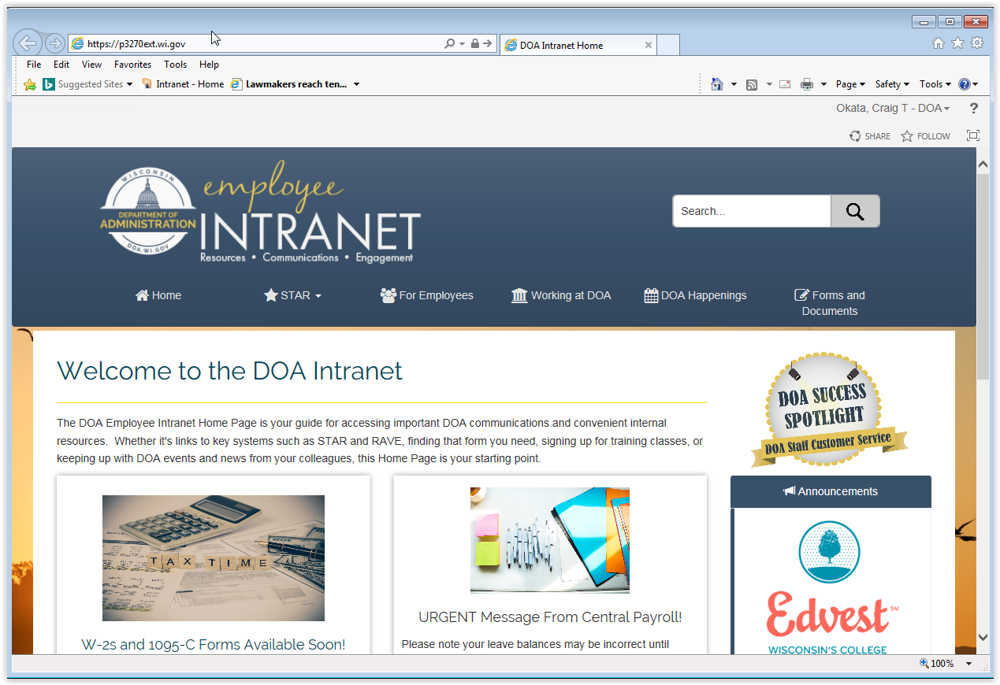 https://p3270ext.wi.gov
DOA Intranet Home
File Edit View Favorites Tools Help
Suggested Sites Intranet - Home Lawmakers reach ten...
Page Safety Tools
Okata, Craig T - DOA ?
SHARE FOLLOW
WISCONSIN
DEPARTMENT OF
ADMINISTRATION
DOA.WI.GOV
employee
INTRANET
Resources • Communications • Engagement
Search...
Home STAR For Employees Working at DOA DOA Happenings Forms and
Documents
Welcome to the DOA Intranet
The DOA Employee Intranet Home Page is your guide for accessing important DOA communications and convenient internal
resources. Whether it's links to key systems such as STAR and RAVE, finding that form you need, signing up for training classes, or
keeping up with DOA events and news from your colleagues, this Home Page is your starting point.
DOA SUCCESS
SPOTLIGHT
DOA Staff Customer Service
TAX TIME
W-2s and 1095-C Forms Available Soon!
URGENT Message From Central Payroll!
Please note your leave balances may be incorrect until
Announcements
Edvest SM
WISCONSIN'S COLLEGE
100%